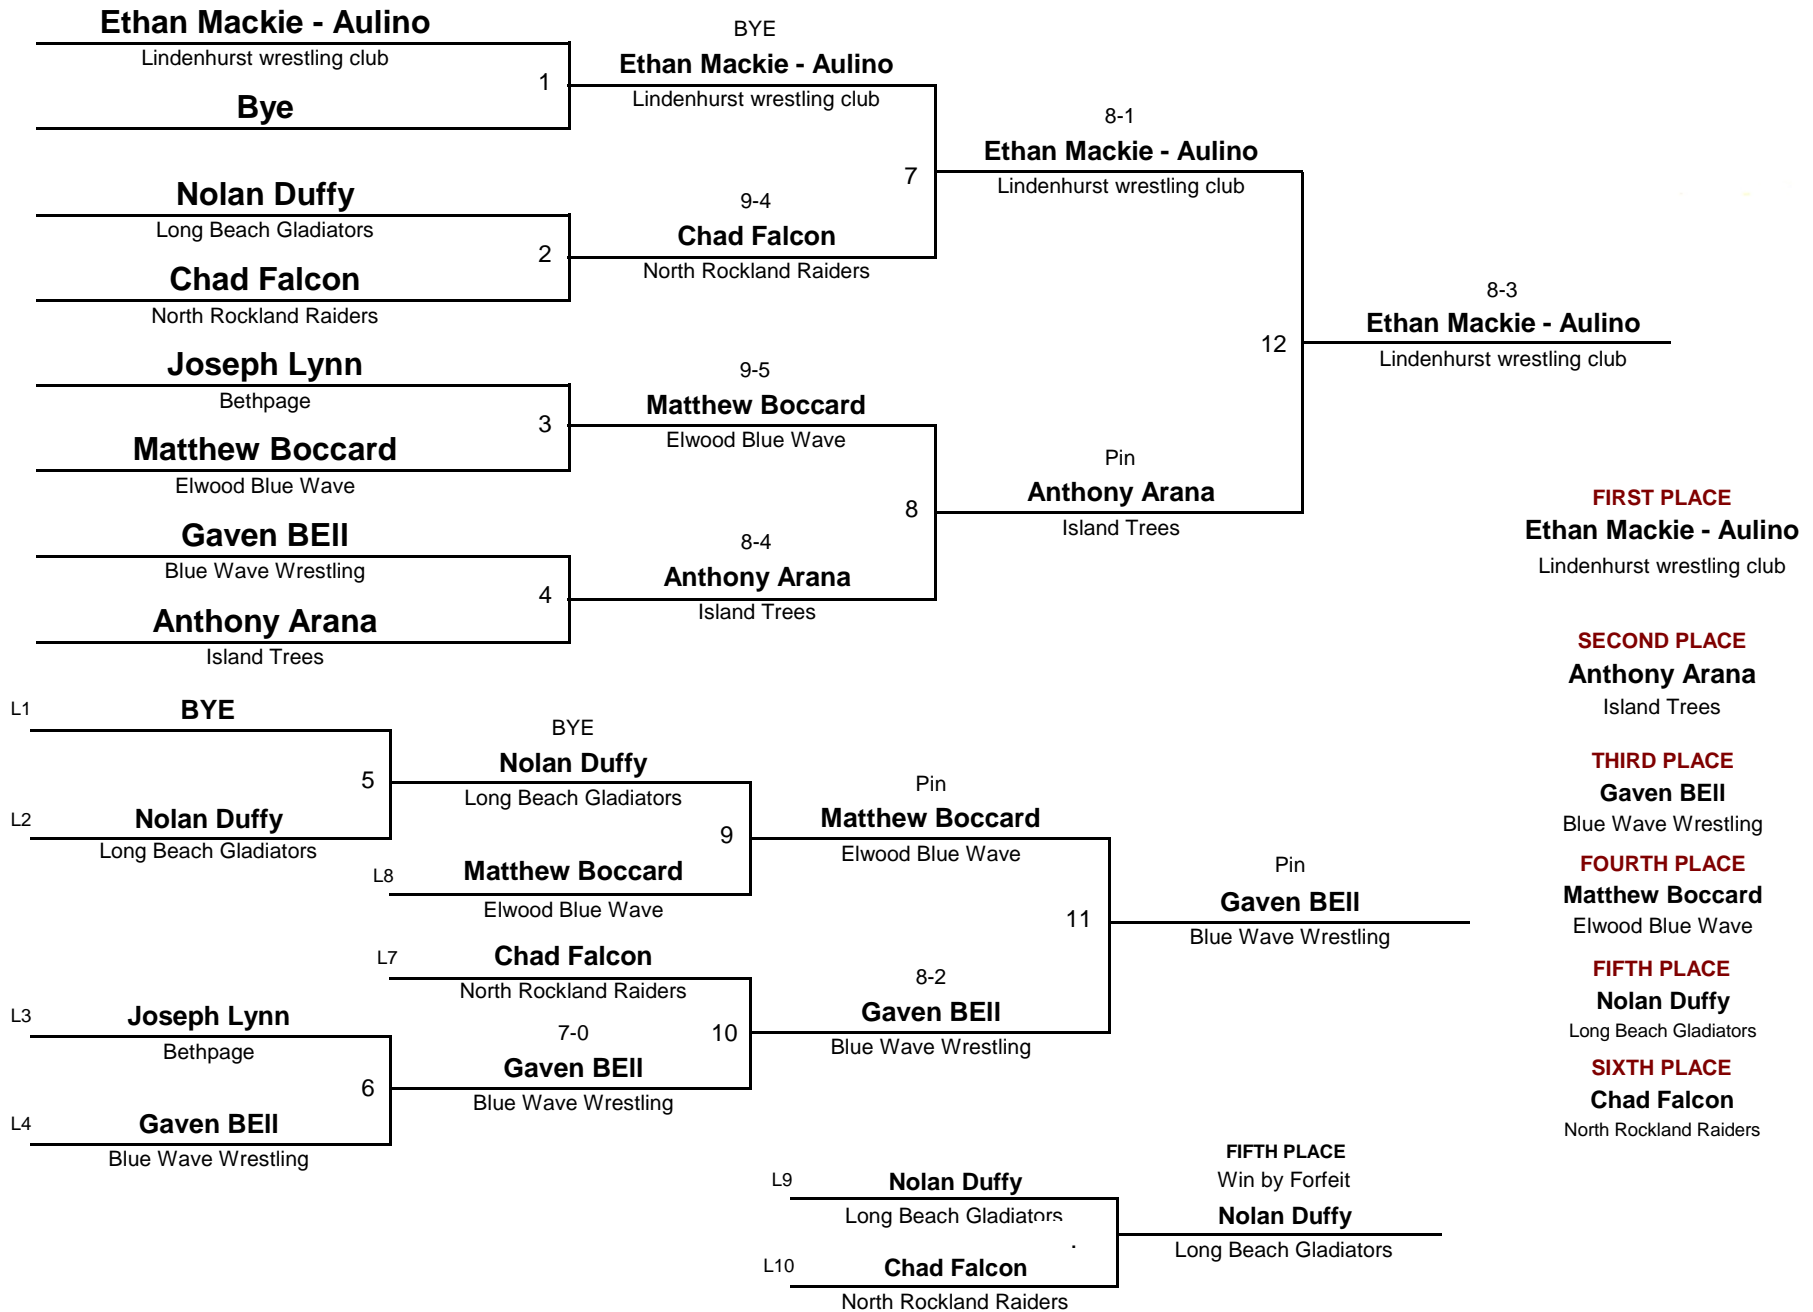 Ethan Mackie - Aulino
Lindenhurst wrestling club
1
Bye
Nolan Duffy
Long Beach Gladiators
2
Chad Falcon
North Rockland Raiders
Joseph Lynn
Bethpage
3
Matthew Boccard
Elwood Blue Wave
Gaven BEll
Blue Wave Wrestling
4
Anthony Arana
Island Trees
BYE
Ethan Mackie - Aulino
Lindenhurst wrestling club
7
9-4
Chad Falcon
North Rockland Raiders
9-5
Matthew Boccard
Elwood Blue Wave
8
8-4
Anthony Arana
Island Trees
8-1
Ethan Mackie - Aulino
Lindenhurst wrestling club
12
Pin
Anthony Arana
Island Trees
8-3
Ethan Mackie - Aulino
Lindenhurst wrestling club
L1
BYE
5
L2
Nolan Duffy
Long Beach Gladiators
BYE
Nolan Duffy
Long Beach Gladiators
9
L8
Matthew Boccard
Elwood Blue Wave
L7
Chad Falcon
North Rockland Raiders
10
L3
Joseph Lynn
Bethpage
6
L4
Gaven BEll
Blue Wave Wrestling
7-0
Gaven BEll
Blue Wave Wrestling
Pin
Matthew Boccard
Elwood Blue Wave
11
8-2
Gaven BEll
Blue Wave Wrestling
Pin
Gaven BEll
Blue Wave Wrestling
L9
Nolan Duffy
Long Beach Gladiators
L10
Chad Falcon
North Rockland Raiders
FIFTH PLACE
Win by Forfeit
Nolan Duffy
Long Beach Gladiators
FIRST PLACE
Ethan Mackie - Aulino
Lindenhurst wrestling club
SECOND PLACE
Anthony Arana
Island Trees
THIRD PLACE
Gaven BEll
Blue Wave Wrestling
FOURTH PLACE
Matthew Boccard
Elwood Blue Wave
FIFTH PLACE
Nolan Duffy
Long Beach Gladiators
SIXTH PLACE
Chad Falcon
North Rockland Raiders